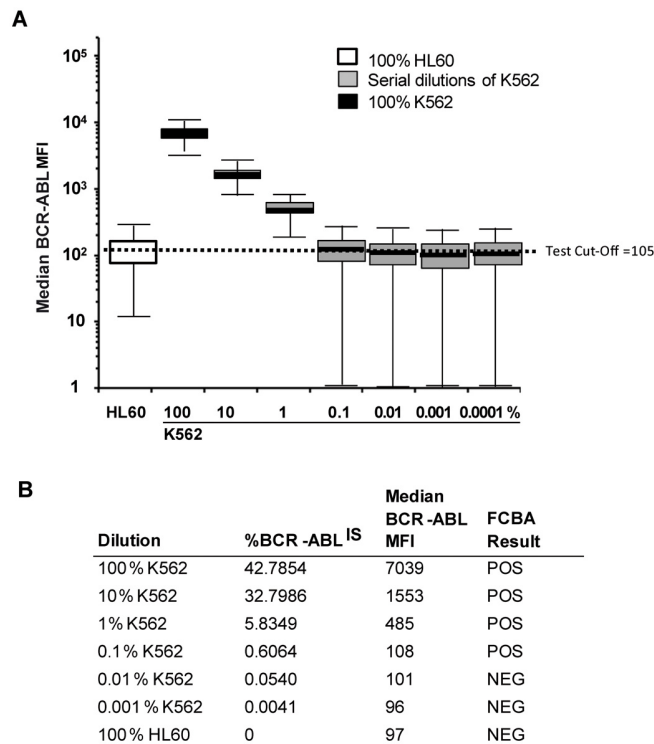 A
Median BCR-ABL MFI
10⁵
10⁴
10³
10²
10
1
100% HL60
Serial dilutions of K562
100% K562
Test Cut-Off =105
HL60 100 10 1 0.1 0.01 0.001 0.0001 %
K562
B
Dilution %BCR -ABL IS Median BCR -ABL MFI FCBA Result
100% K562 42.7854 7039 POS
10% K562 32.7986 1553 POS
1% K562 5.8349 485 POS
0.1% K562 0.6064 108 POS
0.01% K562 0.0540 101 NEG
0.001% K562 0.0041 96 NEG
100% HL60 0 97 NEG